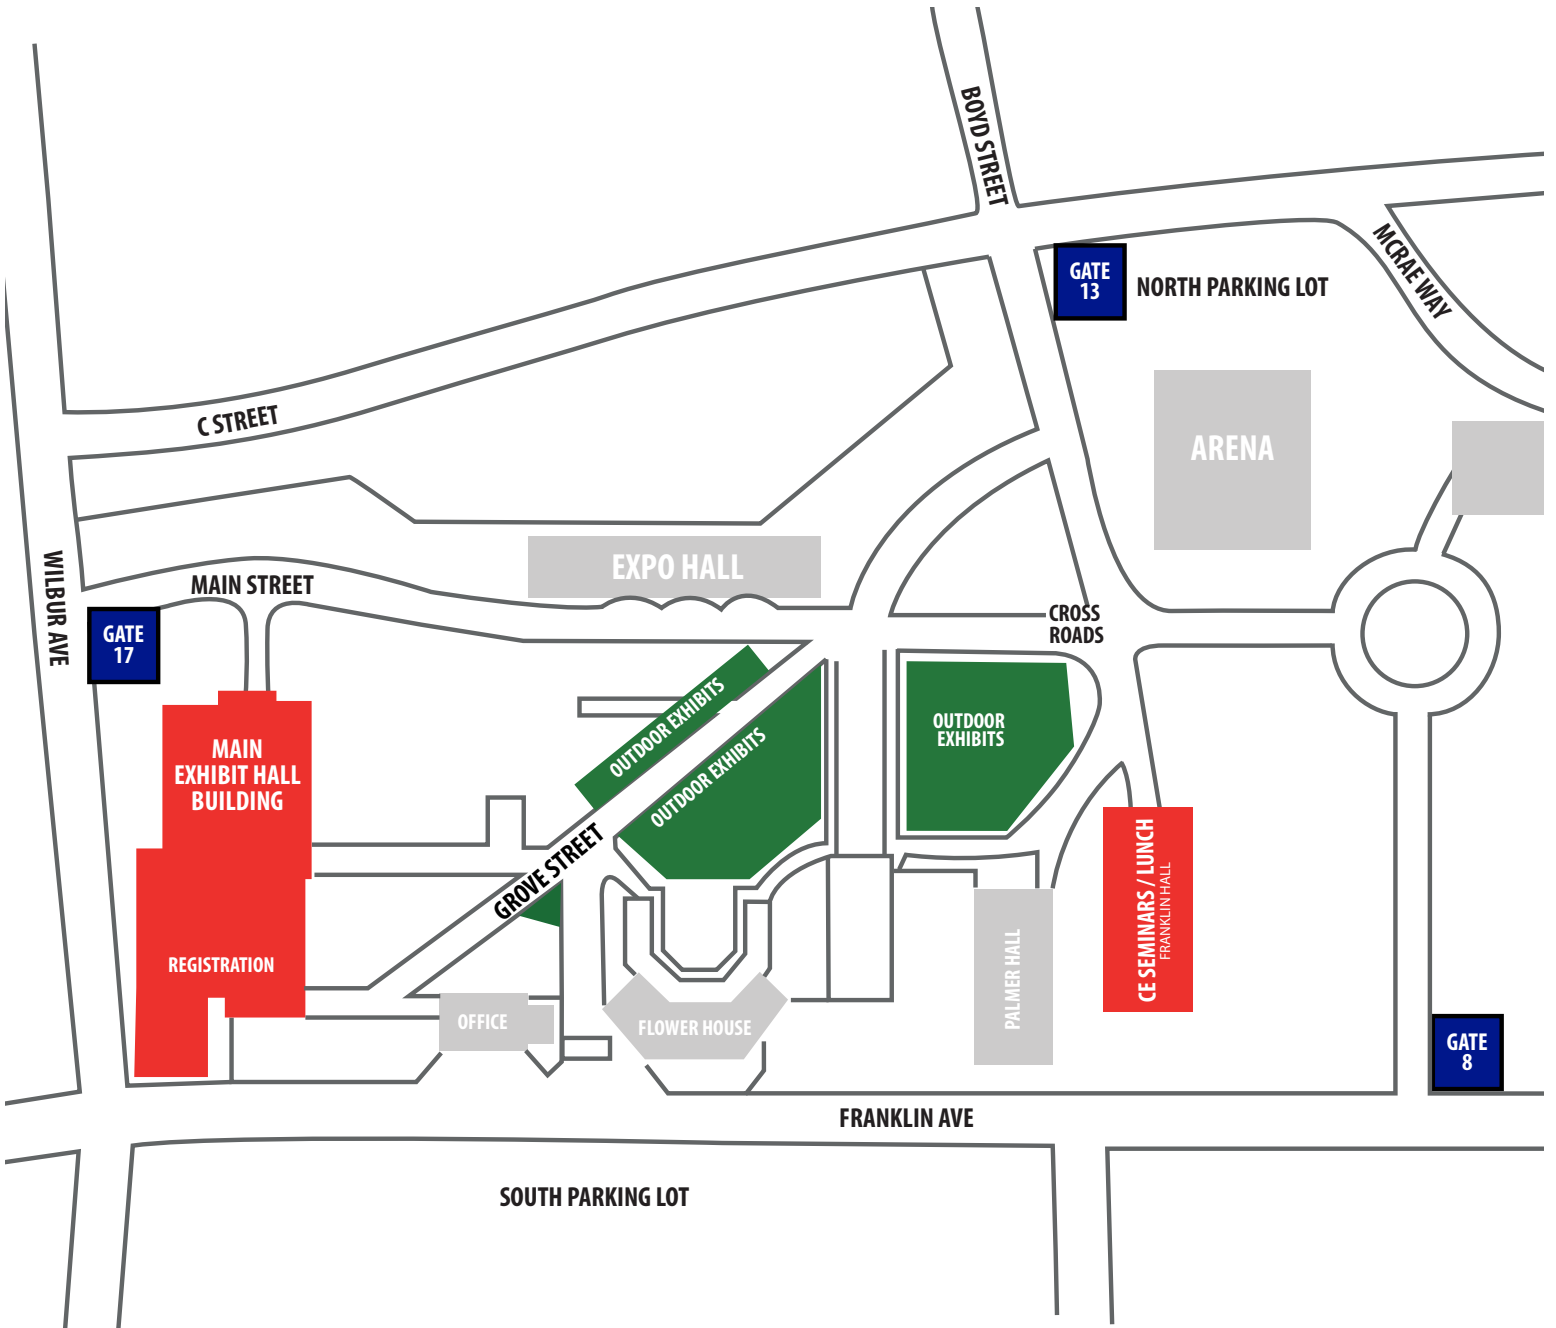 BOYD STREET
GATE
13
NORTH PARKING LOT
MCRAE WAY
C STREET
ARENA
EXPO HALL
WILBUR AVE
MAIN STREET
GATE
17
CROSS
ROADS
OUTDOOR EXHIBITS
OUTDOOR EXHIBITS
OUTDOOR
EXHIBITS
MAIN
EXHIBIT HALL
BUILDING
GROVE STREET
CE SEMINARS / LUNCH
FRANKLIN HALL
REGISTRATION
PALMER HALL
OFFICE
FLOWER HOUSE
GATE
8
FRANKLIN AVE
SOUTH PARKING LOT